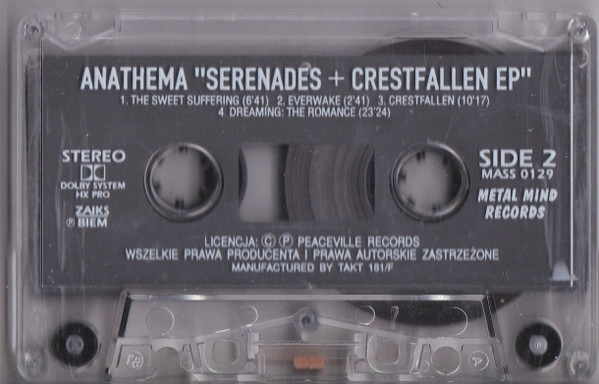 ANATHEMA "SERENADES + CRESTFALLEN EP"
1. THE SWEET SUFFERING (6'41) 2. EVERWAKE (2'41) 3. CRESTFALLEN (10'17)
4 DREAMING: THE ROMANCE (23'24)
STEREO
DOLBY SYSTEM
HX PRO
ZAIKS
℗ BIEM
SIDE 2
MASS 0129
METAL MIND
RECORDS
LICENCJA: © ℗ PEACEVILLE RECORDS
WSZELKIE PRAWA PRODUCENTA I PRAWA AUTORSKIE ZASTRZEŻONE
MANUFACTURED BY TAKT 181/F